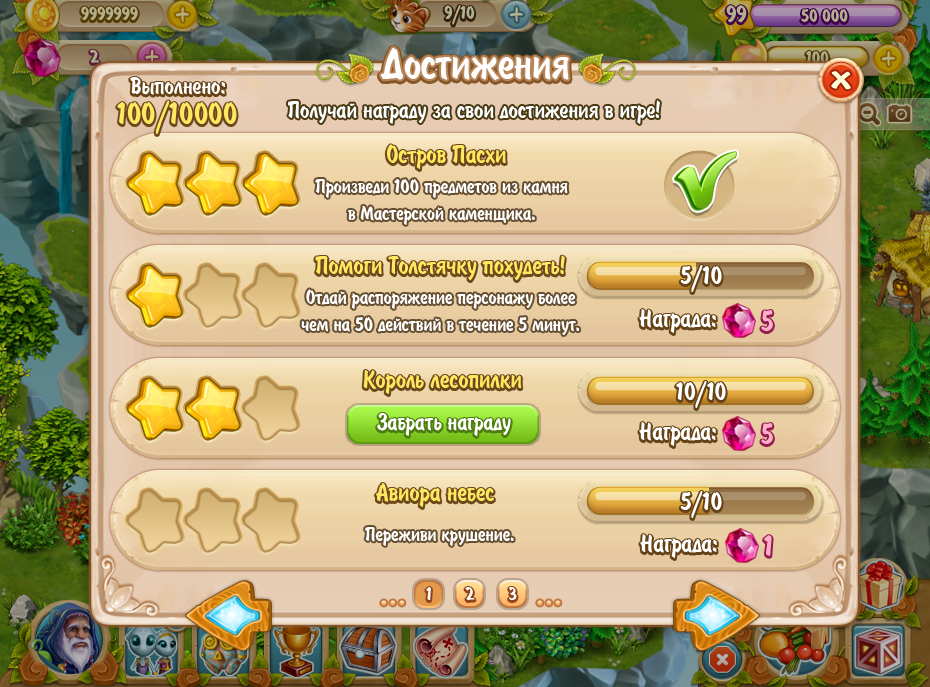 9999999
9/10
99
50 000
2
100
Достижения
Выполнено:
100/10000
Получай награду за свои достижения в игре!
Остров Пасхи
Произведи 100 предметов из камня
в Мастерской каменщика.
Помоги Толстячку похудеть!
Отдай распоряжение персонажу более
чем на 50 действий в течение 5 минут.
5/10
Награда: 5
Король лесопилки
Забрать награду
10/10
Награда: 5
Авиора небес
Переживи крушение.
5/10
Награда: 1
1 2 3